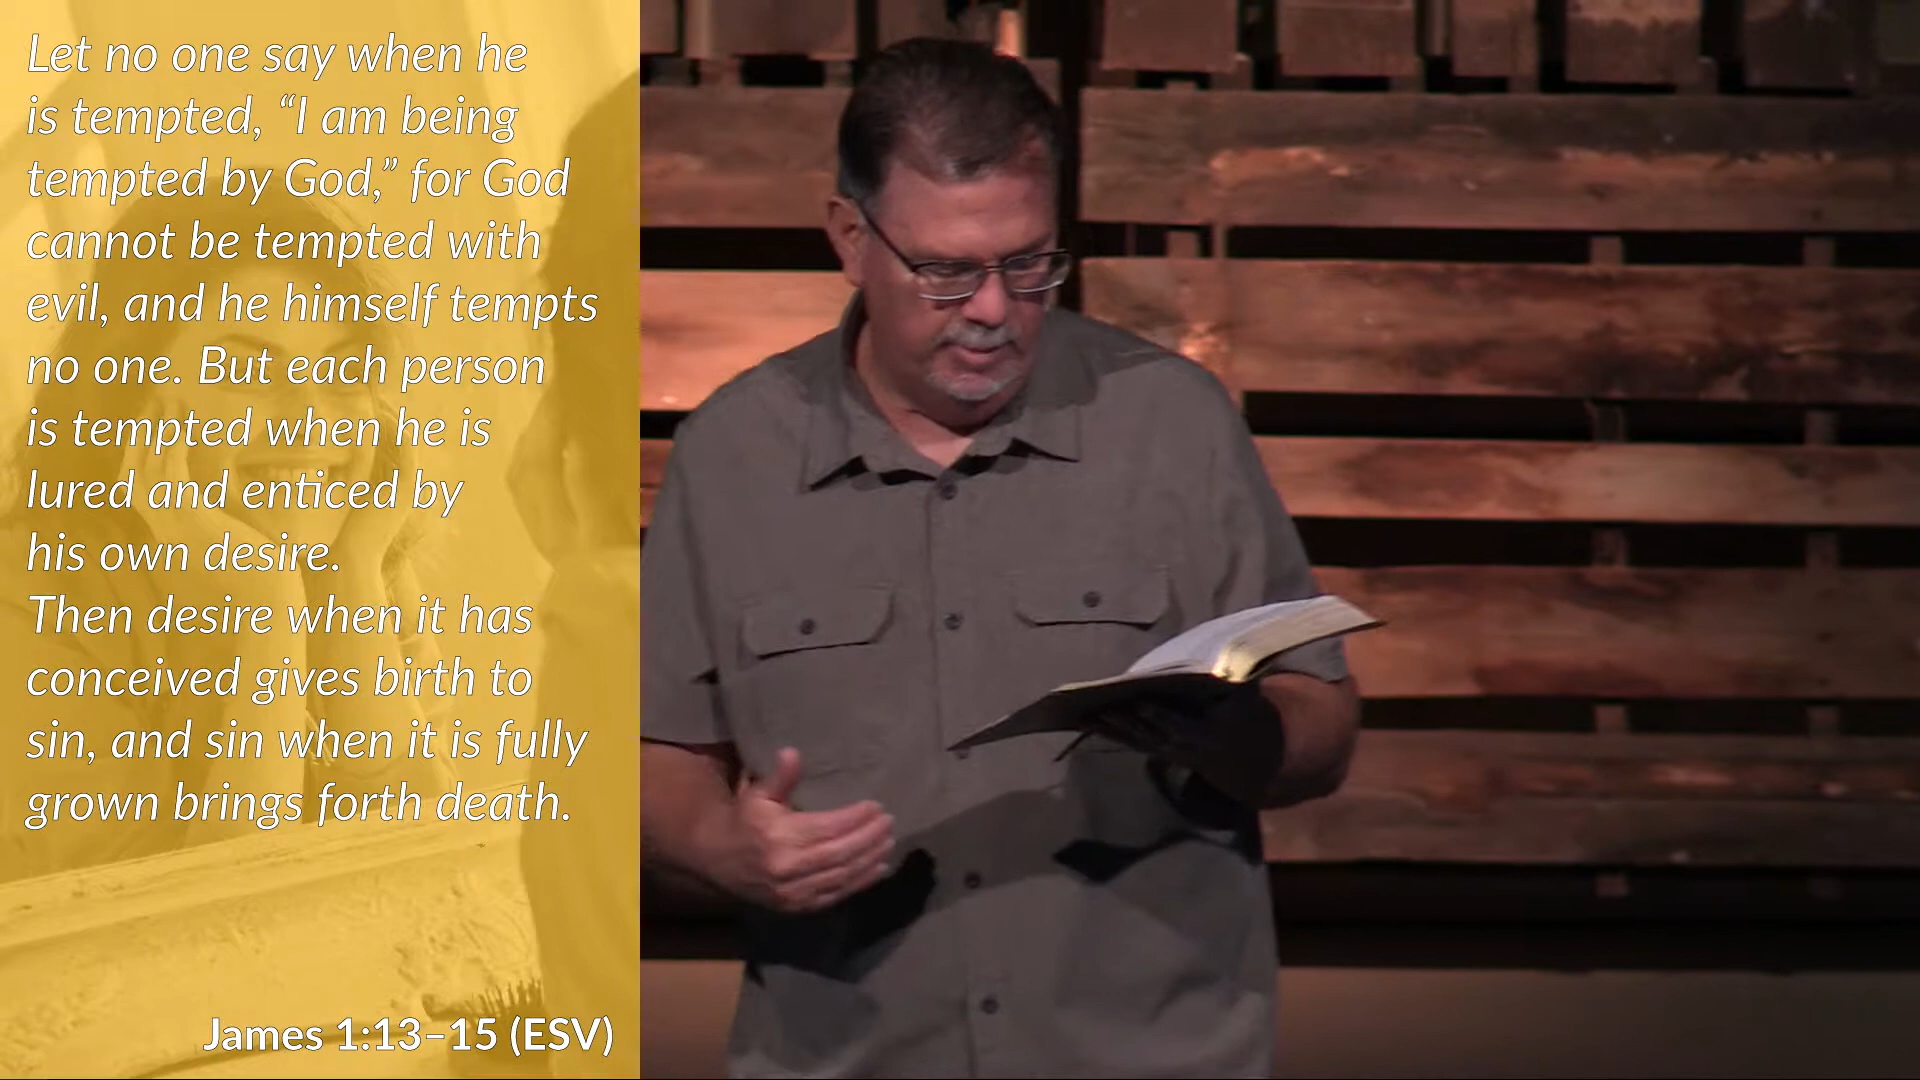 Let no one say when he
is tempted, “I am being
tempted by God,” for God
cannot be tempted with
evil, and he himself tempts
no one. But each person
is tempted when he is
lured and enticed by
his own desire.
Then desire when it has
conceived gives birth to
sin, and sin when it is fully
grown brings forth death.
James 1:13–15 (ESV)